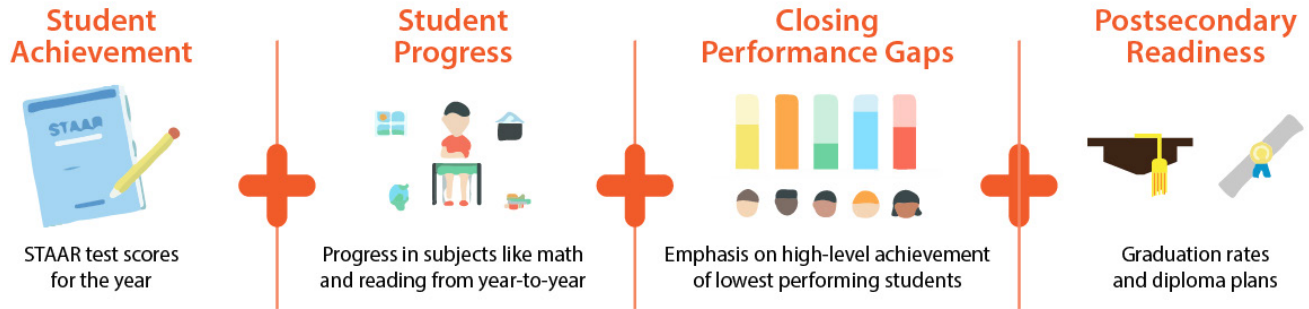 Student
Achievement
STAAR
STAAR test scores
for the year
Student
Progress
Progress in subjects like math
and reading from year-to-year
Closing
Performance Gaps
Emphasis on high-level achievement
of lowest performing students
Postsecondary
Readiness
Graduation rates
and diploma plans